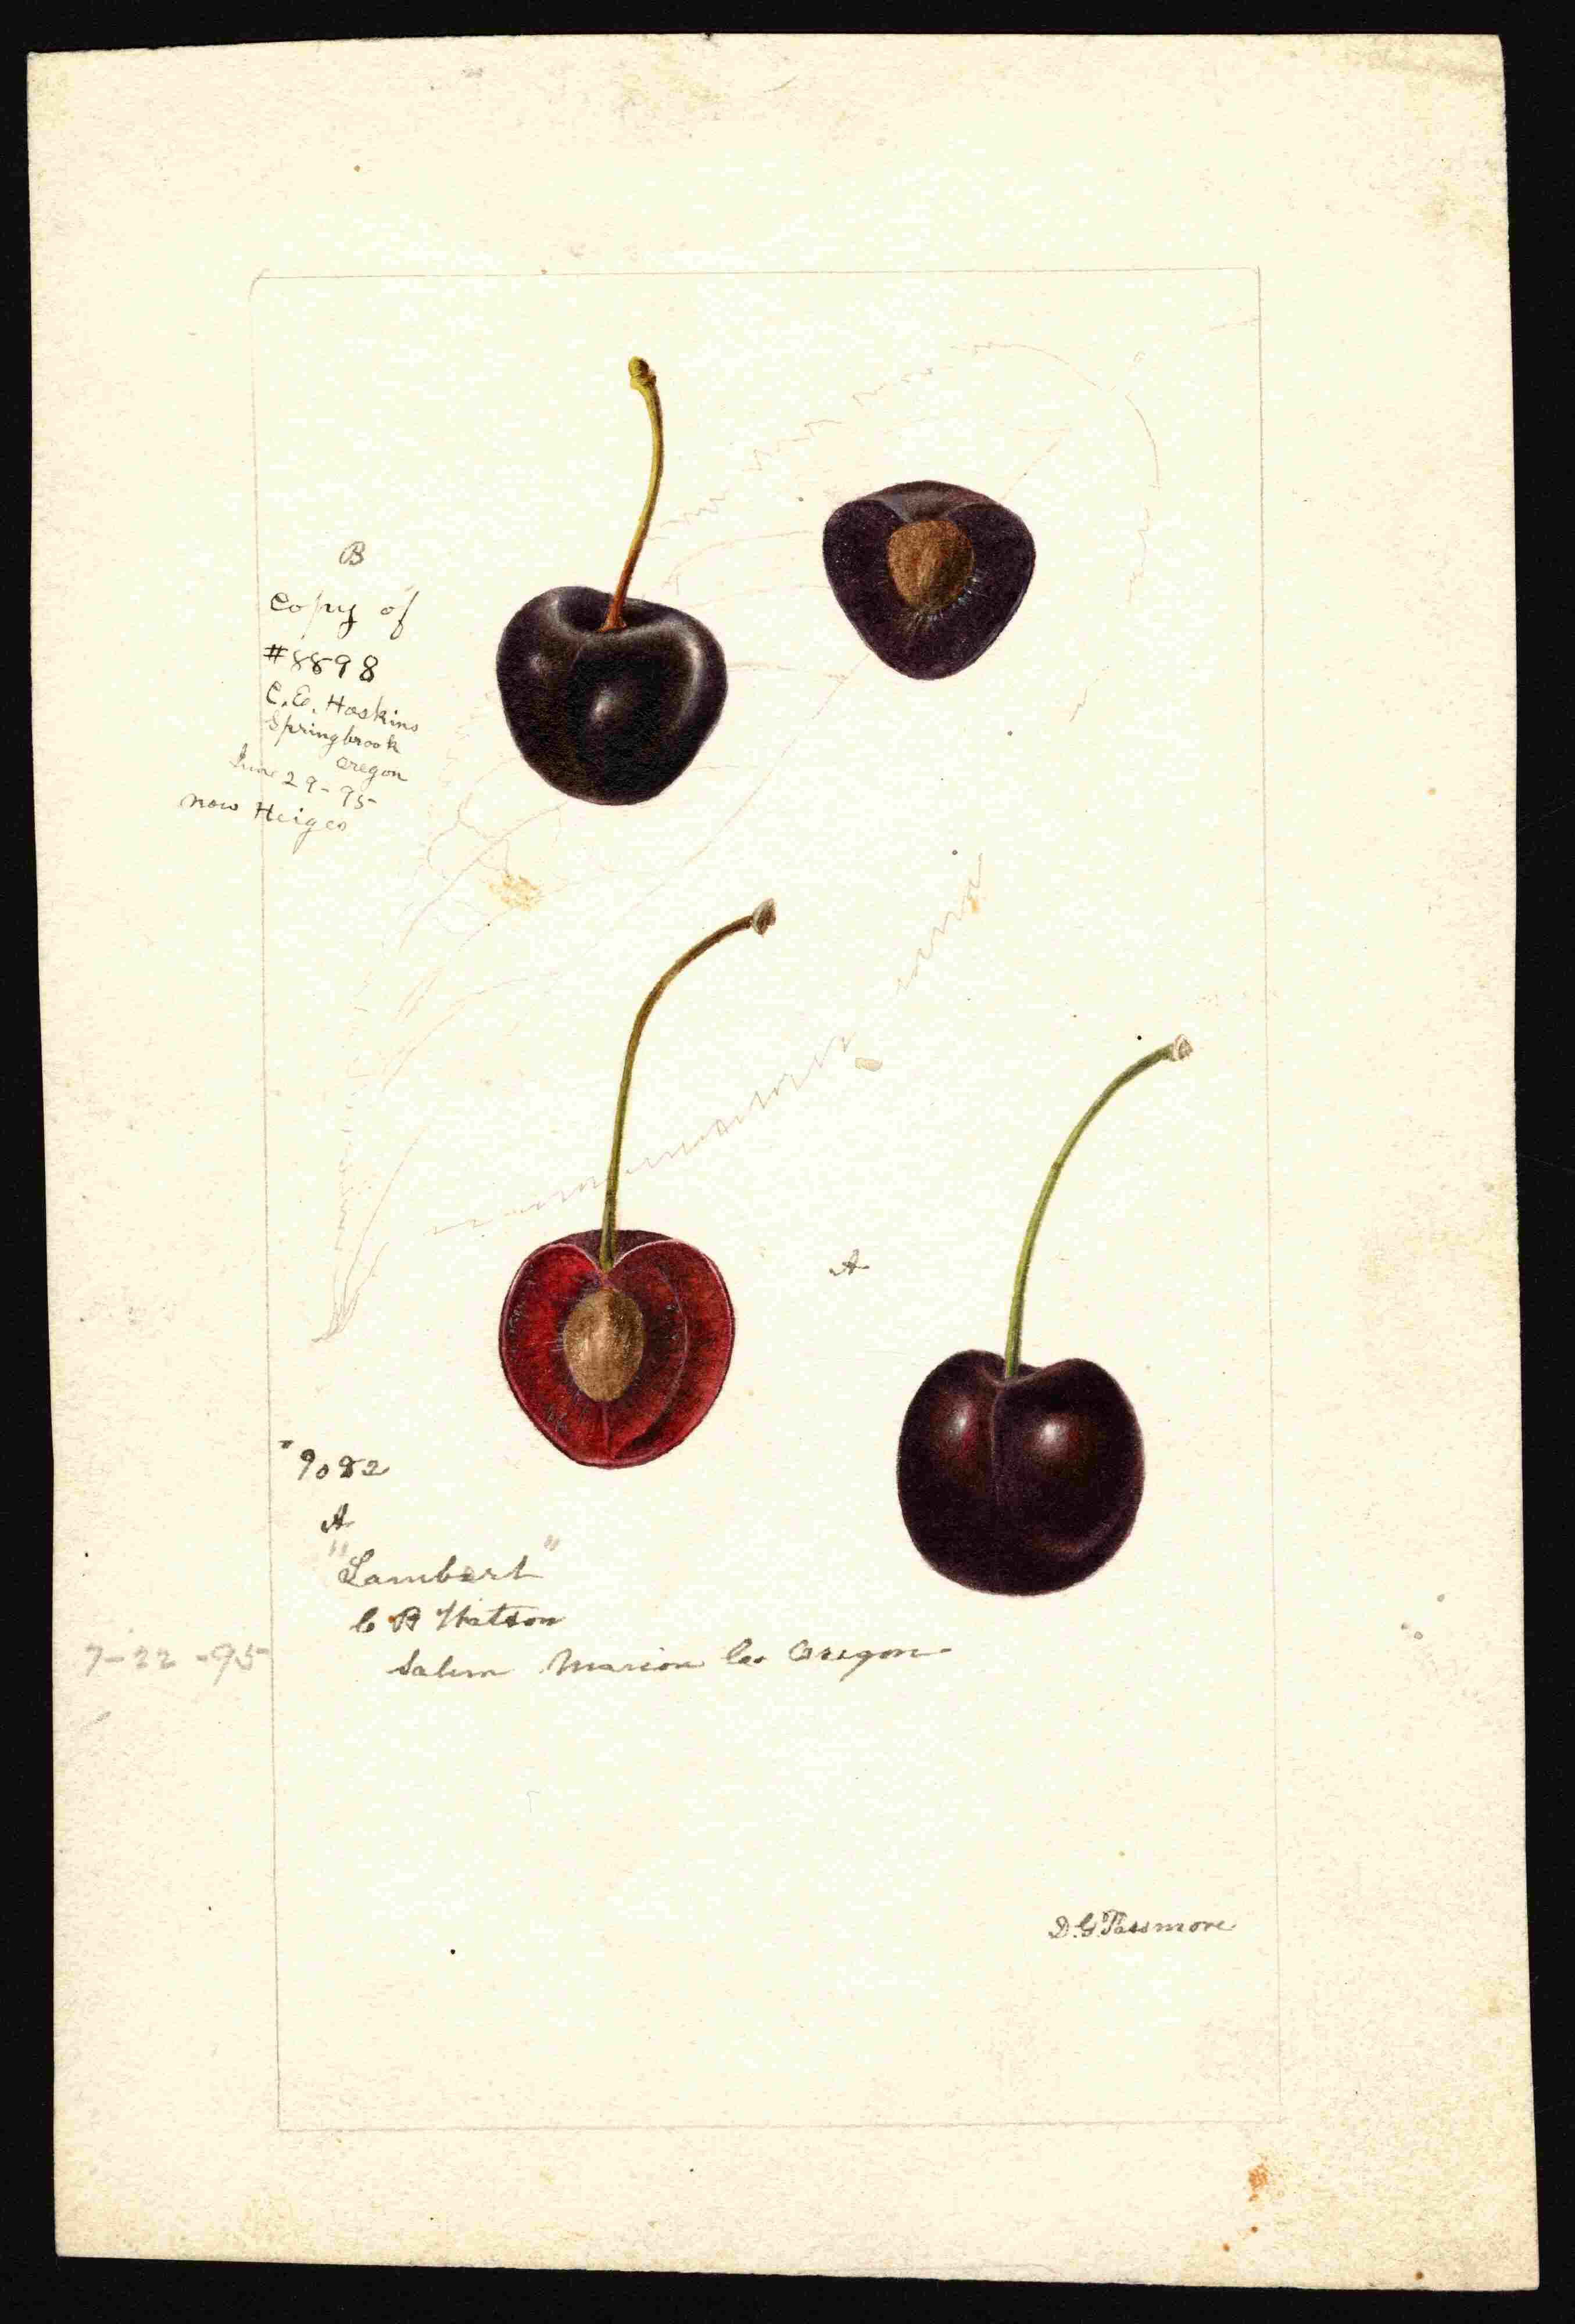 B
Copy of
#8898
C.E. Hoskins
Springbrook
Oregon
June 29-95
now Heiges
A
"9082
A
"Lambert"
C B Watson
7-22-95
Salem Marion Co Oregon
D.G.Passmore